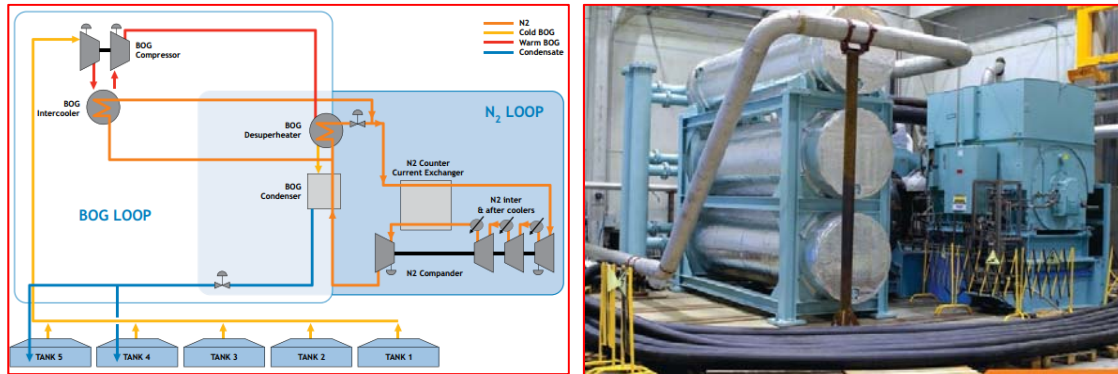 BOG
Compressor
N2
Cold BOG
Warm BOG
Condensate
BOG
Intercooler
BOG
Desuperheater
N2 LOOP
N2 Counter
Current Exchanger
BOG
Condenser
N2 Inter
& after coolers
BOG LOOP
N2 Compander
TANK 5
TANK 4
TANK 3
TANK 2
TANK 1